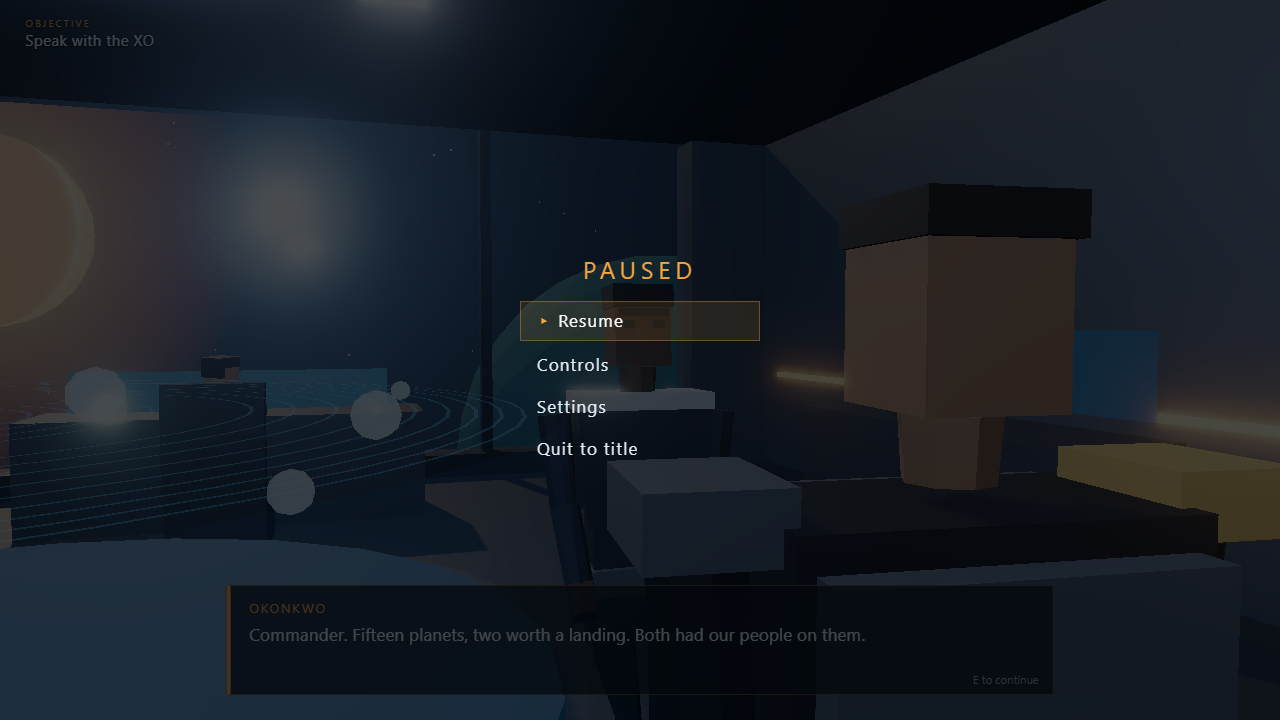 OBJECTIVE
Speak with the XO
PAUSED
Resume
Controls
Settings
Quit to title
OKONKWO
Commander. Fifteen planets, two worth a landing. Both had our people on them.
E to continue